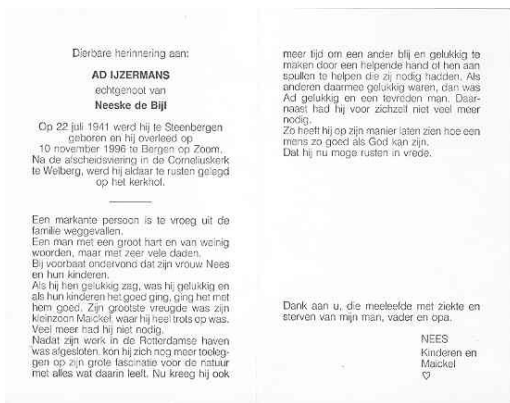 Dierbare herinnering aan:
AD IJZERMANS
echtgenoot van
Neeske de Bijl
Op 22 juli 1941 werd hij te Steenbergen
geboren en hij overleed op
10 november 1996 te Bergen op Zoom.
Na de afscheidsviering in de Corneliuskerk
te Welberg, werd hij aldaar te rusten gelegd
op het kerkhof.
Een markante persoon is te vroeg uit de
familie weggevallen.
Een man met een groot hart en van weinig
woorden, maar met zeer vele daden.
Bij voorbaat ondervond dat zijn vrouw Nees
en hun kinderen.
Als hij hen gelukkig zag, was hij gelukkig en
als hun kinderen het goed ging, ging het met
hem goed. Zijn grootste vreugde was zijn
kleinzoon Maickel, waar hij heel trots op was.
Veel meer had hij niet nodig.
Nadat zijn werk in de Rotterdamse haven
was afgesloten, kon hij zich nog meer toeleg-
gen op zijn grote fascinatie voor de natuur
met alles wat daarin leeft. Nu kreeg hij ook
meer tijd om een ander blij en gelukkig te
maken door een helpende hand of hen aan
spullen te helpen die zij nodig hadden. Als
anderen daarmee gelukkig waren, dan was
Ad gelukkig en een tevreden man. Daar-
naast had hij voor zichzelf niet veel meer
nodig.
Zo heeft hij op zijn manier laten zien hoe een
mens zo goed als God kan zijn.
Dat hij nu moge rusten in vrede.
Dank aan u, die meeleefde met ziekte en
sterven van mijn man, vader en opa.
NEES
Kinderen en
Maickel
♡